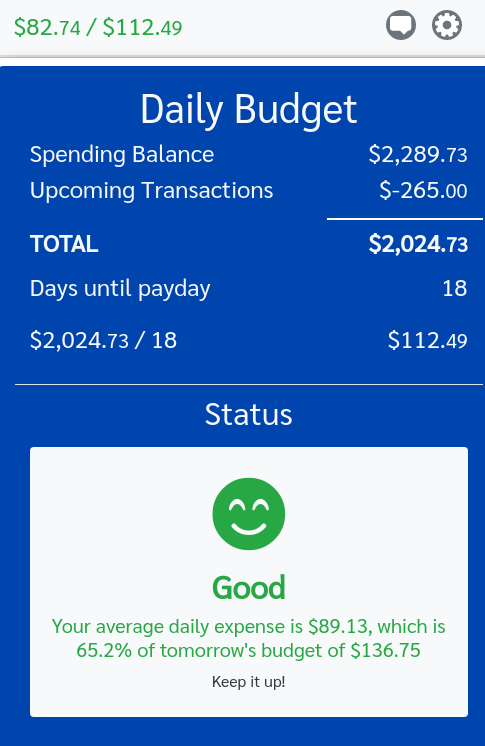 $82.74 / $112.49
Daily Budget
Spending Balance $2,289.73
Upcoming Transactions $-265.00
TOTAL $2,024.73
Days until payday 18
$2,024.73 / 18 $112.49
Status
Good
Your average daily expense is $89.13, which is
65.2% of tomorrow's budget of $136.75
Keep it up!